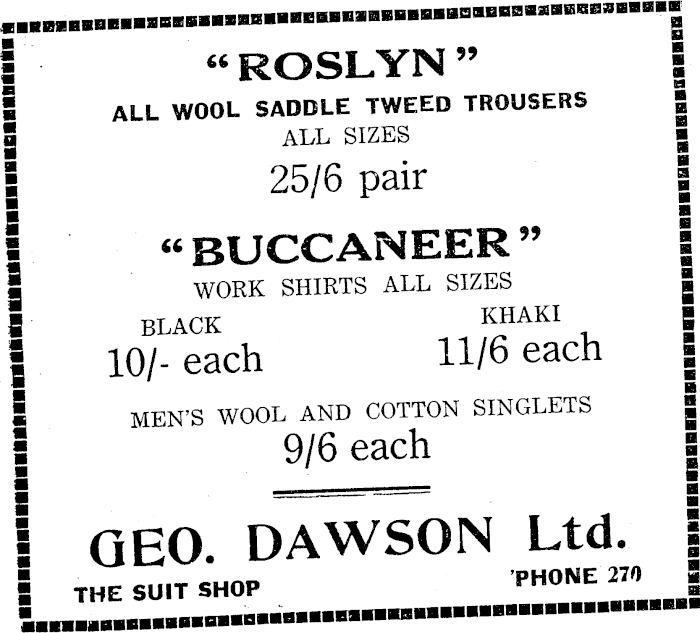 "ROSLYN"
ALL WOOL SADDLE TWEED TROUSERS
ALL SIZES
25/6 pair
"BUCCANEER"
WORK SHIRTS ALL SIZES
BLACK KHAKI
10/- each 11/6 each
MEN'S WOOL AND COTTON SINGLETS
9/6 each
GEO. DAWSON Ltd.
THE SUIT SHOP 'PHONE 270